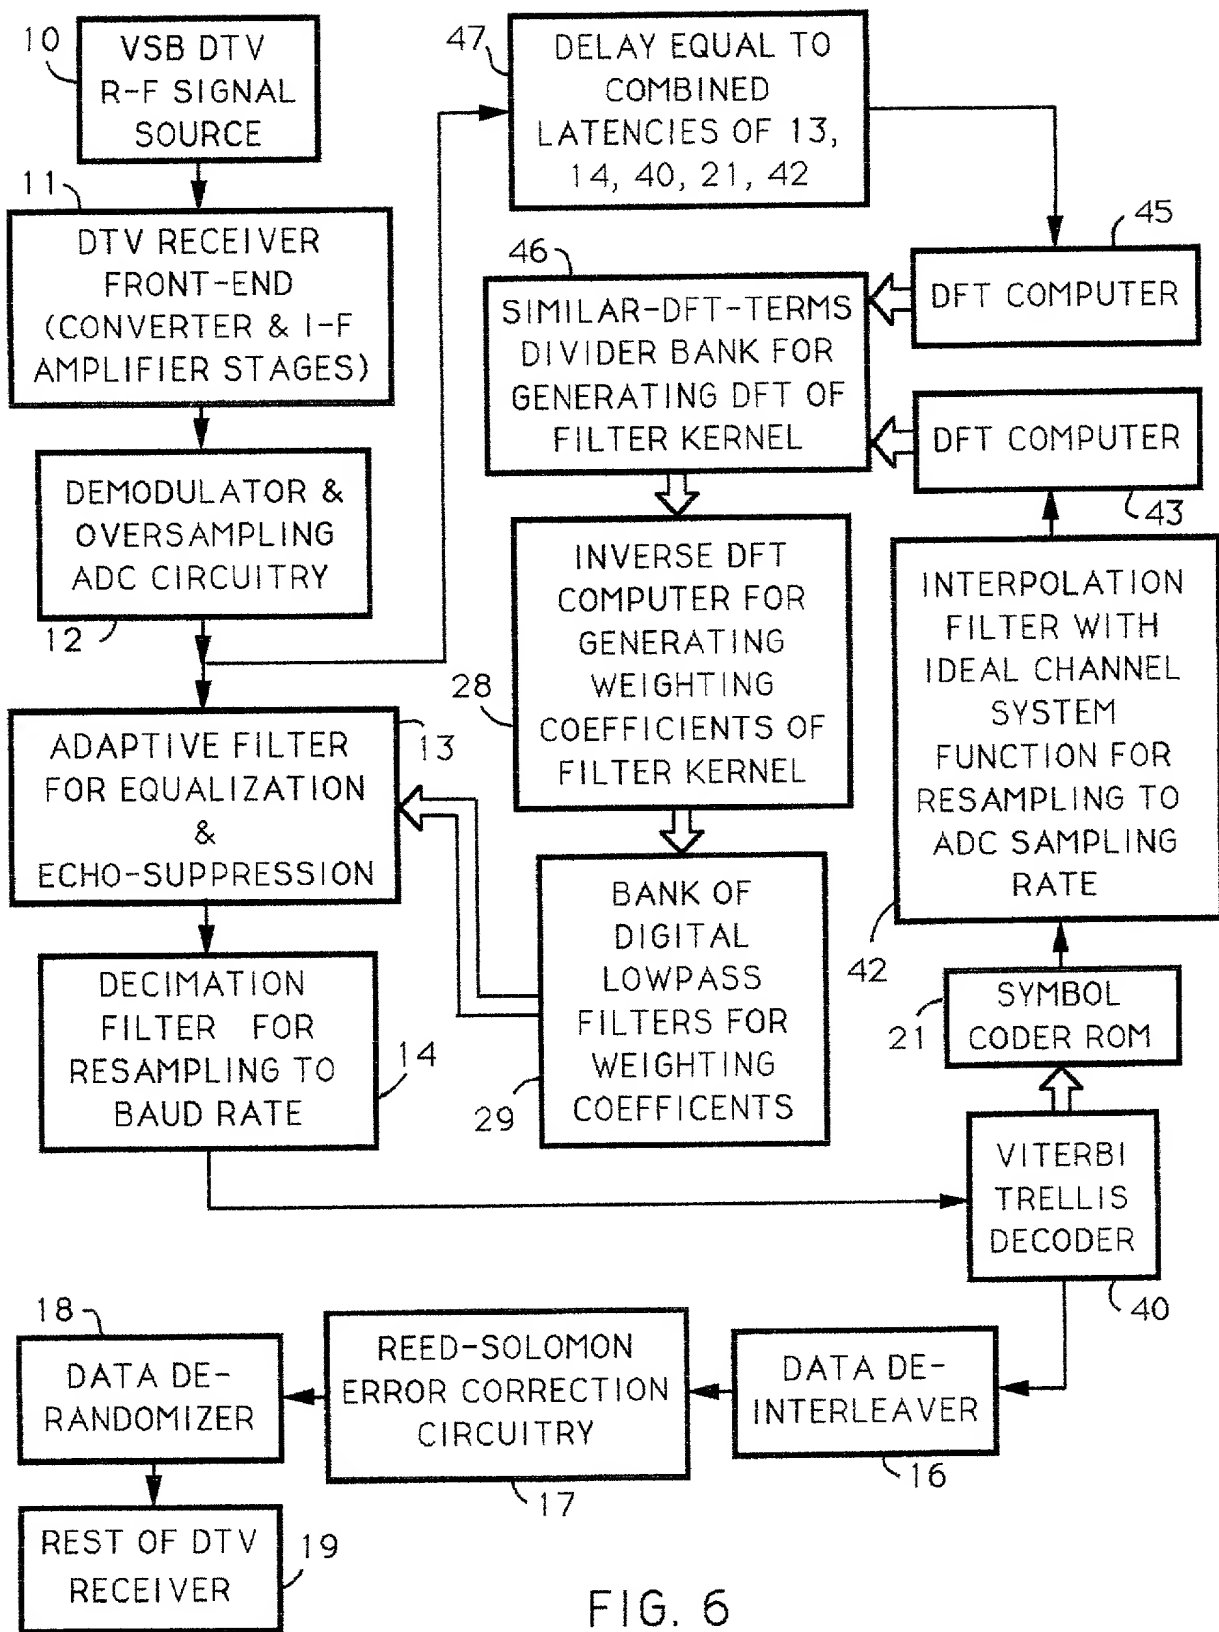 10
VSB DTV
R-F SIGNAL
SOURCE
11
DTV RECEIVER
FRONT-END
(CONVERTER & I-F
AMPLIFIER STAGES)
DEMODULATOR &
OVERSAMPLING
ADC CIRCUITRY
12
ADAPTIVE FILTER
FOR EQUALIZATION
&
ECHO-SUPPRESSION
13
DECIMATION
FILTER FOR
RESAMPLING TO
BAUD RATE
14
47
DELAY EQUAL TO
COMBINED
LATENCIES OF 13,
14, 40, 21, 42
45
DFT COMPUTER
46
SIMILAR-DFT-TERMS
DIVIDER BANK FOR
GENERATING DFT OF
FILTER KERNEL
DFT COMPUTER
43
INVERSE DFT
COMPUTER FOR
GENERATING
WEIGHTING
COEFFICIENTS OF
FILTER KERNEL
28
INTERPOLATION
FILTER WITH
IDEAL CHANNEL
SYSTEM
FUNCTION FOR
RESAMPLING TO
ADC SAMPLING
RATE
42
BANK OF
DIGITAL
LOWPASS
FILTERS FOR
WEIGHTING
COEFFICENTS
29
SYMBOL
CODER ROM
21
VITERBI
TRELLIS
DECODER
40
DATA DE-
INTERLEAVER
16
REED-SOLOMON
ERROR CORRECTION
CIRCUITRY
17
18
DATA DE-
RANDOMIZER
REST OF DTV
RECEIVER
19
FIG. 6